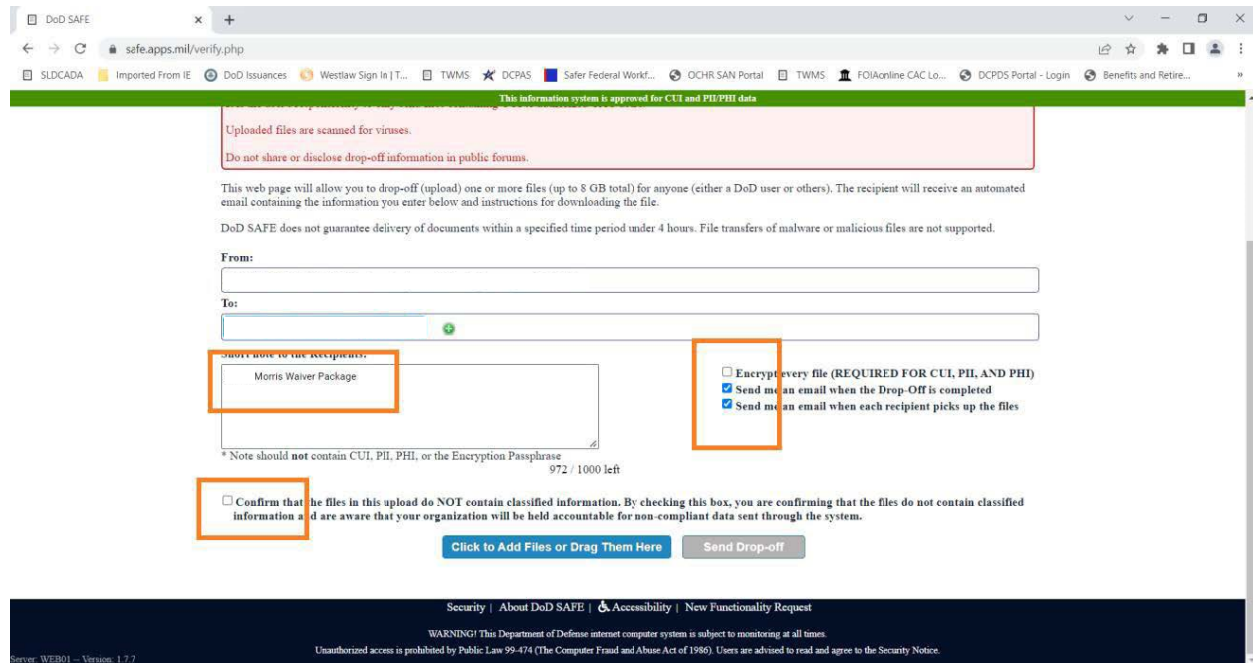 DoD SAFE
safe.apps.mil/verify.php
SLDCADA Imported From IE DoD Issuances Westlaw Sign In | T... TWMS DCPAS Safer Federal Workf... OCHR SAN Portal TWMS FOIAonline CAC Lo... DCPDS Portal - Login Benefits and Retire... »
This information system is approved for CUI and PII/PHI data
Uploaded files are scanned for viruses.
Do not share or disclose drop-off information in public forums.
This web page will allow you to drop-off (upload) one or more files (up to 8 GB total) for anyone (either a DoD user or others). The recipient will receive an automated
email containing the information you enter below and instructions for downloading the file.
DoD SAFE does not guarantee delivery of documents within a specified time period under 4 hours. File transfers of malware or malicious files are not supported.
From:
To:
Short note to the Recipients:
Morris Waiver Package
Encrypt every file (REQUIRED FOR CUI, PII, AND PHI)
Send me an email when the Drop-Off is completed
Send me an email when each recipient picks up the files
* Note should not contain CUI, PII, PHI, or the Encryption Passphrase
972 / 1000 left
Confirm that the files in this upload do NOT contain classified information. By checking this box, you are confirming that the files do not contain classified
information and are aware that your organization will be held accountable for non-compliant data sent through the system.
Click to Add Files or Drag Them Here Send Drop-off
Security | About DoD SAFE | Accessibility | New Functionality Request
WARNING! This Department of Defense internet computer system is subject to monitoring at all times.
Unauthorized access is prohibited by Public Law 99-474 (The Computer Fraud and Abuse Act of 1986). Users are advised to read and agree to the Security Notice.
Server: WEB01 -- Version: 1.7.7